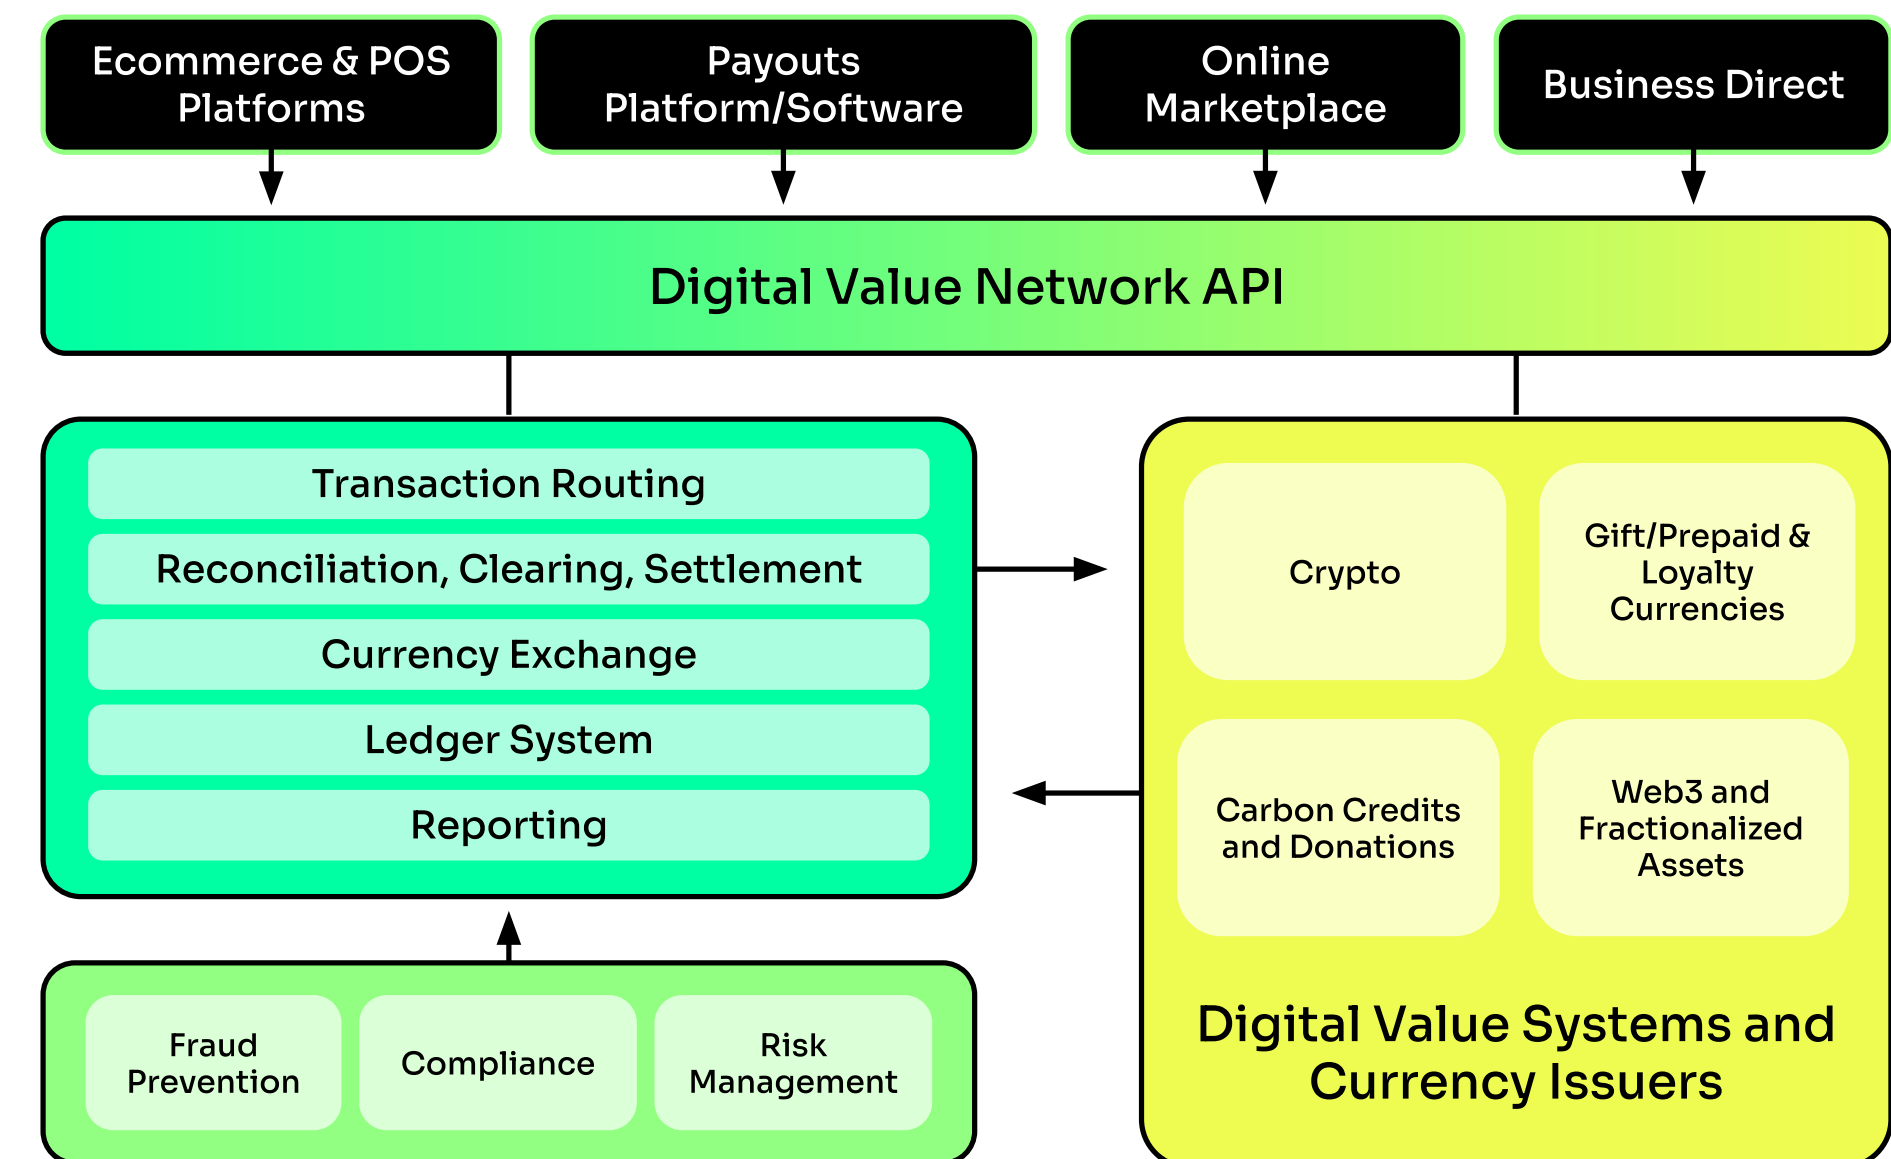 Ecommerce & POS
Platforms
Payouts
Platform/Software
Online
Marketplace
Business Direct
Digital Value Network API
Transaction Routing
Reconciliation, Clearing, Settlement
Currency Exchange
Ledger System
Reporting
Fraud
Prevention
Compliance
Risk
Management
Crypto
Gift/Prepaid &
Loyalty
Currencies
Carbon Credits
and Donations
Web3 and
Fractionalized
Assets
Digital Value Systems and
Currency Issuers